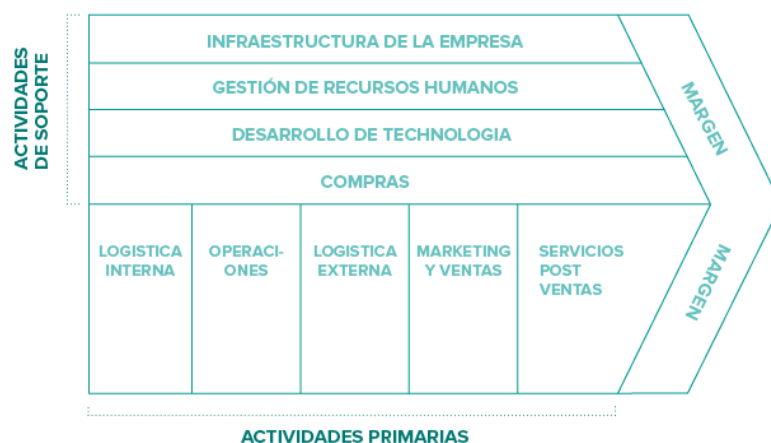 ACTIVIDADES
DE SOPORTE
INFRAESTRUCTURA DE LA EMPRESA
GESTIÓN DE RECURSOS HUMANOS
DESARROLLO DE TECHNOLOGIA
COMPRAS
MARGEN
LOGISTICA
INTERNA
OPERACI-
ONES
LOGISTICA
EXTERNA
MARKETING
Y VENTAS
SERVICIOS
POST
VENTAS
MARGEN
ACTIVIDADES PRIMARIAS